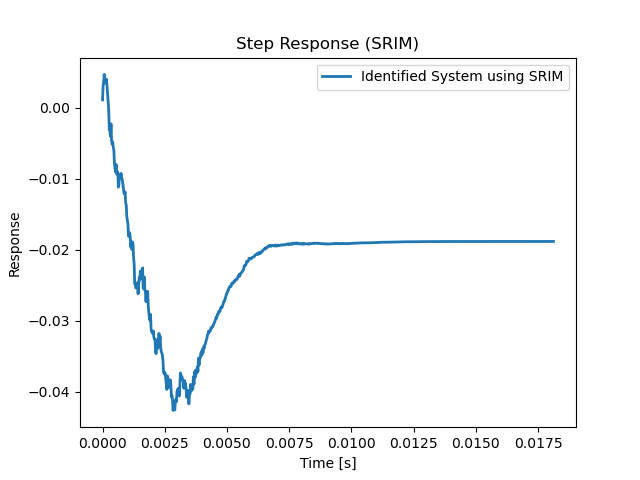 Step Response (SRIM)
Identified System using SRIM
Response
0.00
−0.01
−0.02
−0.03
−0.04
0.0000 0.0025 0.0050 0.0075 0.0100 0.0125 0.0150 0.0175
Time [s]